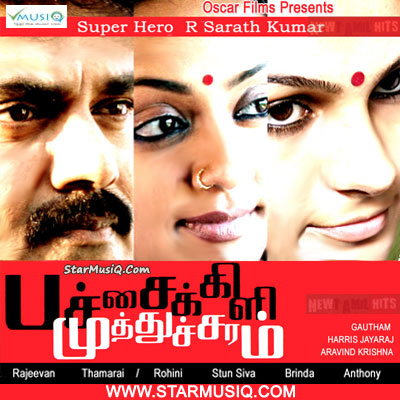 Oscar Films Presents
VmusiQ
Super Hero R Sarath Kumar
NEW TAMIL HITS
StarMusiQ.Com
பச்சைக்கிளி
முத்துச்சரம்
NEW TAMIL HITS
GAUTHAM
HARRIS JAYARAJ
ARAVIND KRISHNA
Rajeevan Thamarai / Rohini Stun Siva Brinda Anthony
WWW.STARMUSIQ.COM